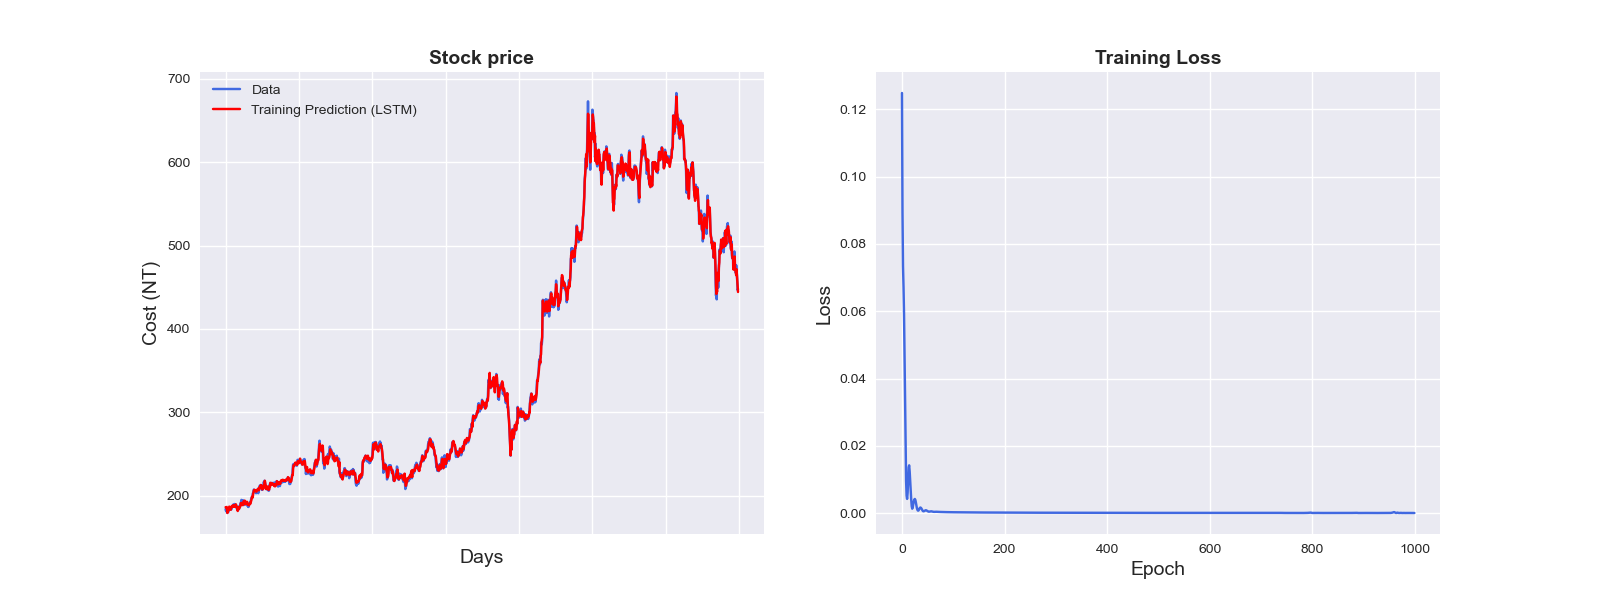 Stock price
700
600
500
400
300
200
Cost (NT)
Data
Training Prediction (LSTM)
Days
Training Loss
0.12
0.10
0.08
0.06
0.04
0.02
0.00
Loss
0 200 400 600 800 1000
Epoch